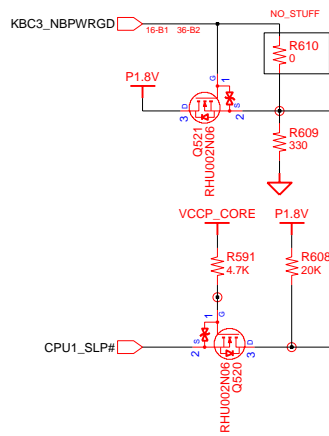 NO_STUFF
KBC3_NBPWRGD
16-B1 36-B2
R610
0
P1.8V
G
1
D
S
3
2
Q521
RHU002N06
R609
330
VCCP_CORE
P1.8V
R591
4.7K
R608
20K
1
G
S
D
CPU1_SLP#
2
3
RHU002N06
Q520